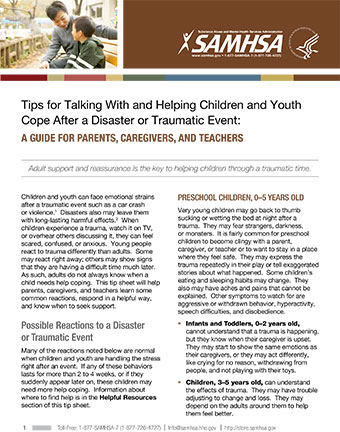 Substance Abuse and Mental Health Services Administration
SAMHSA
www.samhsa.gov • 1-877-SAMHSA-7 (1-877-726-4727)
Tips for Talking With and Helping Children and Youth
Cope After a Disaster or Traumatic Event:
A GUIDE FOR PARENTS, CAREGIVERS, AND TEACHERS
Adult support and reassurance is the key to helping children through a traumatic time.
Children and youth can face emotional strains
after a traumatic event such as a car crash
or violence.¹ Disasters also may leave them
with long-lasting harmful effects.² When
children experience a trauma, watch it on TV,
or overhear others discussing it, they can feel
scared, confused, or anxious. Young people
react to trauma differently than adults. Some
may react right away; others may show signs
that they are having a difficult time much later.
As such, adults do not always know when a
child needs help coping. This tip sheet will help
parents, caregivers, and teachers learn some
common reactions, respond in a helpful way,
and know when to seek support.
Possible Reactions to a Disaster
or Traumatic Event
Many of the reactions noted below are normal
when children and youth are handling the stress
right after an event. If any of these behaviors
lasts for more than 2 to 4 weeks, or if they
suddenly appear later on, these children may
need more help coping. Information about
where to find help is in the Helpful Resources
section of this tip sheet.
PRESCHOOL CHILDREN, 0–5 YEARS OLD
Very young children may go back to thumb
sucking or wetting the bed at night after a
trauma. They may fear strangers, darkness,
or monsters. It is fairly common for preschool
children to become clingy with a parent,
caregiver, or teacher or to want to stay in a place
where they feel safe. They may express the
trauma repeatedly in their play or tell exaggerated
stories about what happened. Some children's
eating and sleeping habits may change. They
also may have aches and pains that cannot be
explained. Other symptoms to watch for are
aggressive or withdrawn behavior, hyperactivity,
speech difficulties, and disobedience.
• Infants and Toddlers, 0–2 years old,
cannot understand that a trauma is happening,
but they know when their caregiver is upset.
They may start to show the same emotions as
their caregivers, or they may act differently,
like crying for no reason, withdrawing from
people, and not playing with their toys.
• Children, 3–5 years old, can understand
the effects of trauma. They may have trouble
adjusting to change and loss. They may
depend on the adults around them to help
them feel better.
1 Toll-Free: 1-877-SAMHSA-7 (1-877-726-4727) | Info@samhsa.hhs.gov | http://store.samhsa.gov